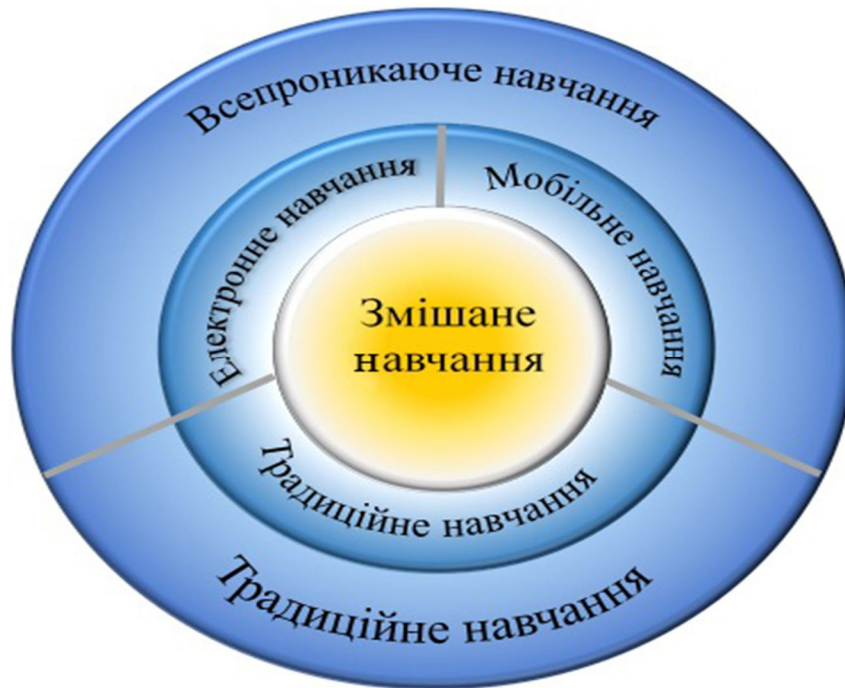 Всепроникаюче навчання
Електронне навчання
Мобільне навчання
Змішане
навчання
Традиційне навчання
Традиційне навчання